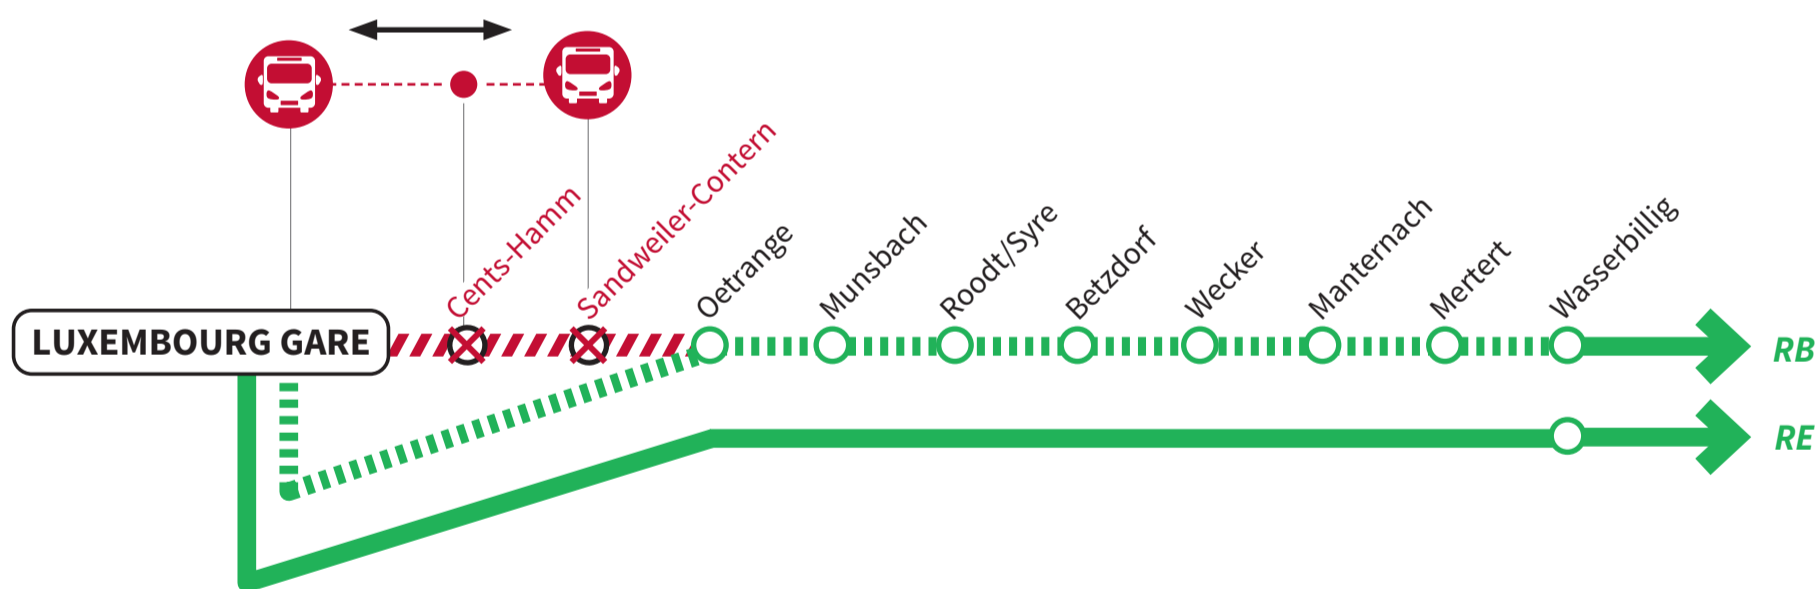 LUXEMBOURG GARE
Cents-Hamm
Sandweiler-Contern
Oetrange
Munsbach
Roodt/Syre
Betzdorf
Wecker
Manternach
Mertert
Wasserbillig
RB
RE